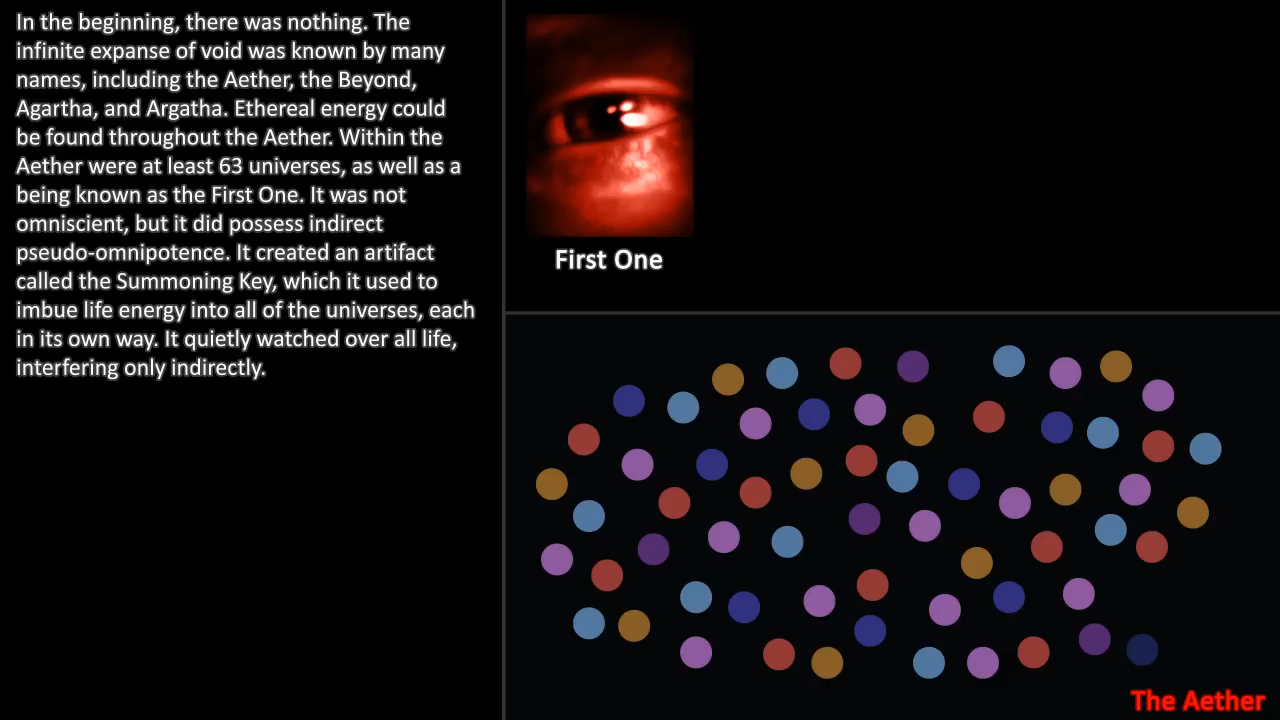 In the beginning, there was nothing. The
infinite expanse of void was known by many
names, including the Aether, the Beyond,
Agartha, and Argatha. Ethereal energy could
be found throughout the Aether. Within the
Aether were at least 63 universes, as well as a
being known as the First One. It was not
omniscient, but it did possess indirect
pseudo-omnipotence. It created an artifact
called the Summoning Key, which it used to
imbue life energy into all of the universes, each
in its own way. It quietly watched over all life,
interfering only indirectly.
First One
The Aether